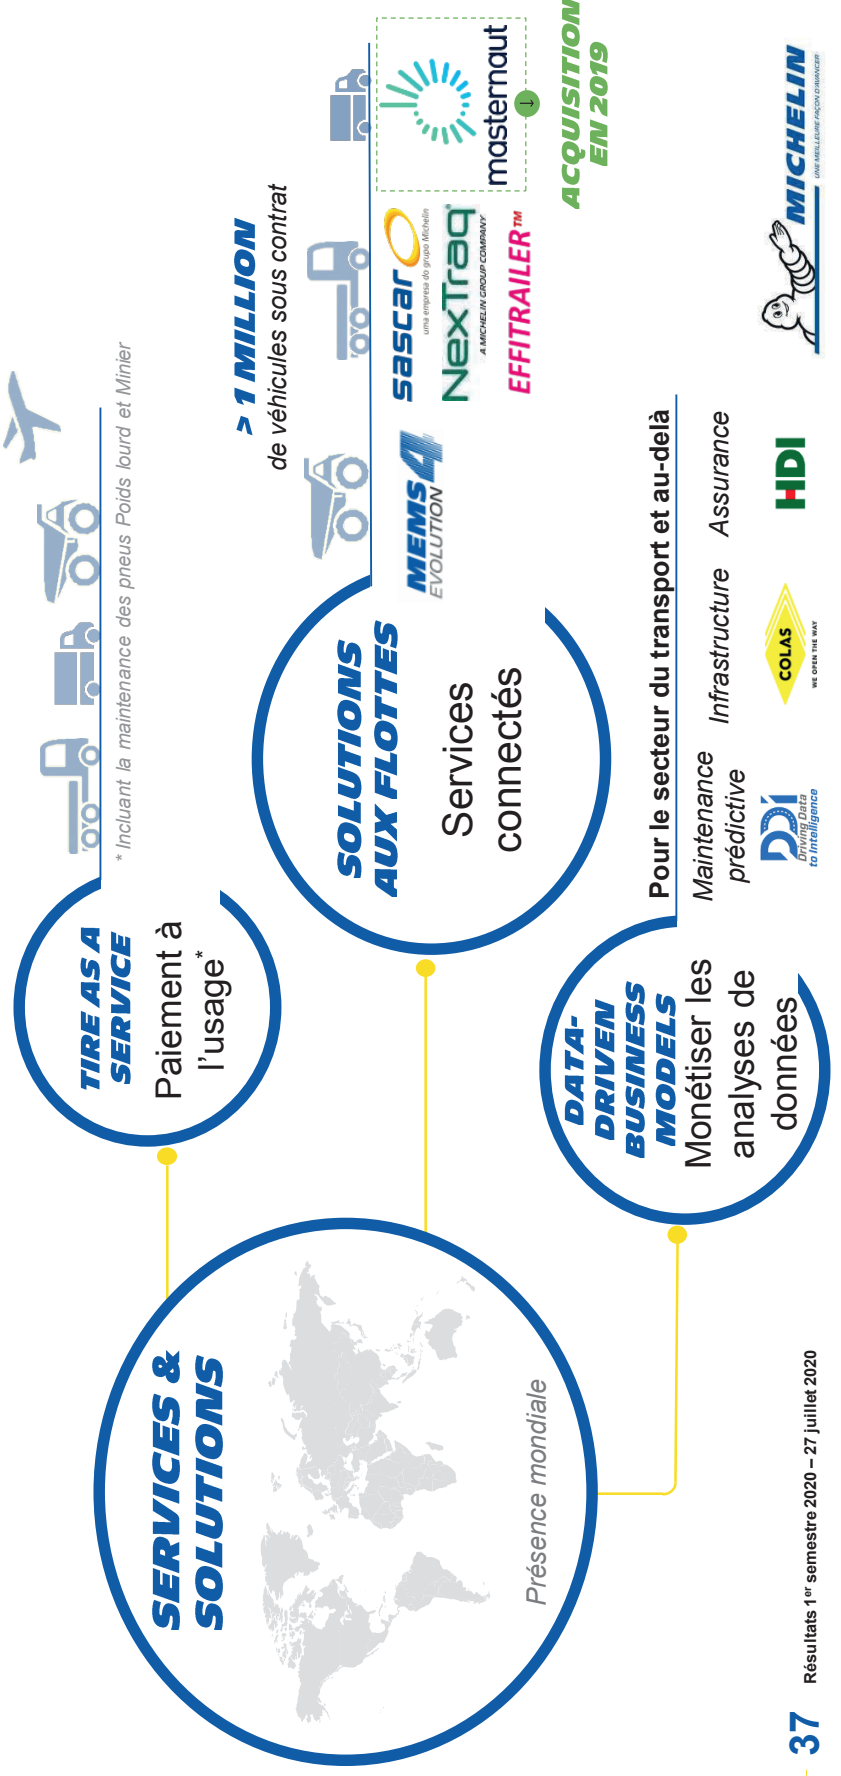 SERVICES &
SOLUTIONS
Présence mondiale
TIRE AS A
SERVICE
Paiement à
l’usage*
* Incluant la maintenance des pneus Poids lourd et Minier
SOLUTIONS
AUX FLOTTES
Services
connectés
> 1 MILLION
de véhicules sous contrat
MEMS4
EVOLUTION
sascar
uma empresa do grupo Michelin
NexTraq
A MICHELIN GROUP COMPANY
EFFITRAILER™
masternaut
ACQUISITION
EN 2019
DATA-
DRIVEN
BUSINESS
MODELS
Monétiser les
analyses de
données
Pour le secteur du transport et au-delà
Maintenance
prédictive
Infrastructure
Assurance
DDI
Driving Data
to Intelligence
COLAS
WE OPEN THE WAY
HDI
37
Résultats 1er semestre 2020 – 27 juillet 2020
MICHELIN
UNE MEILLEURE FAÇON D'AVANCER